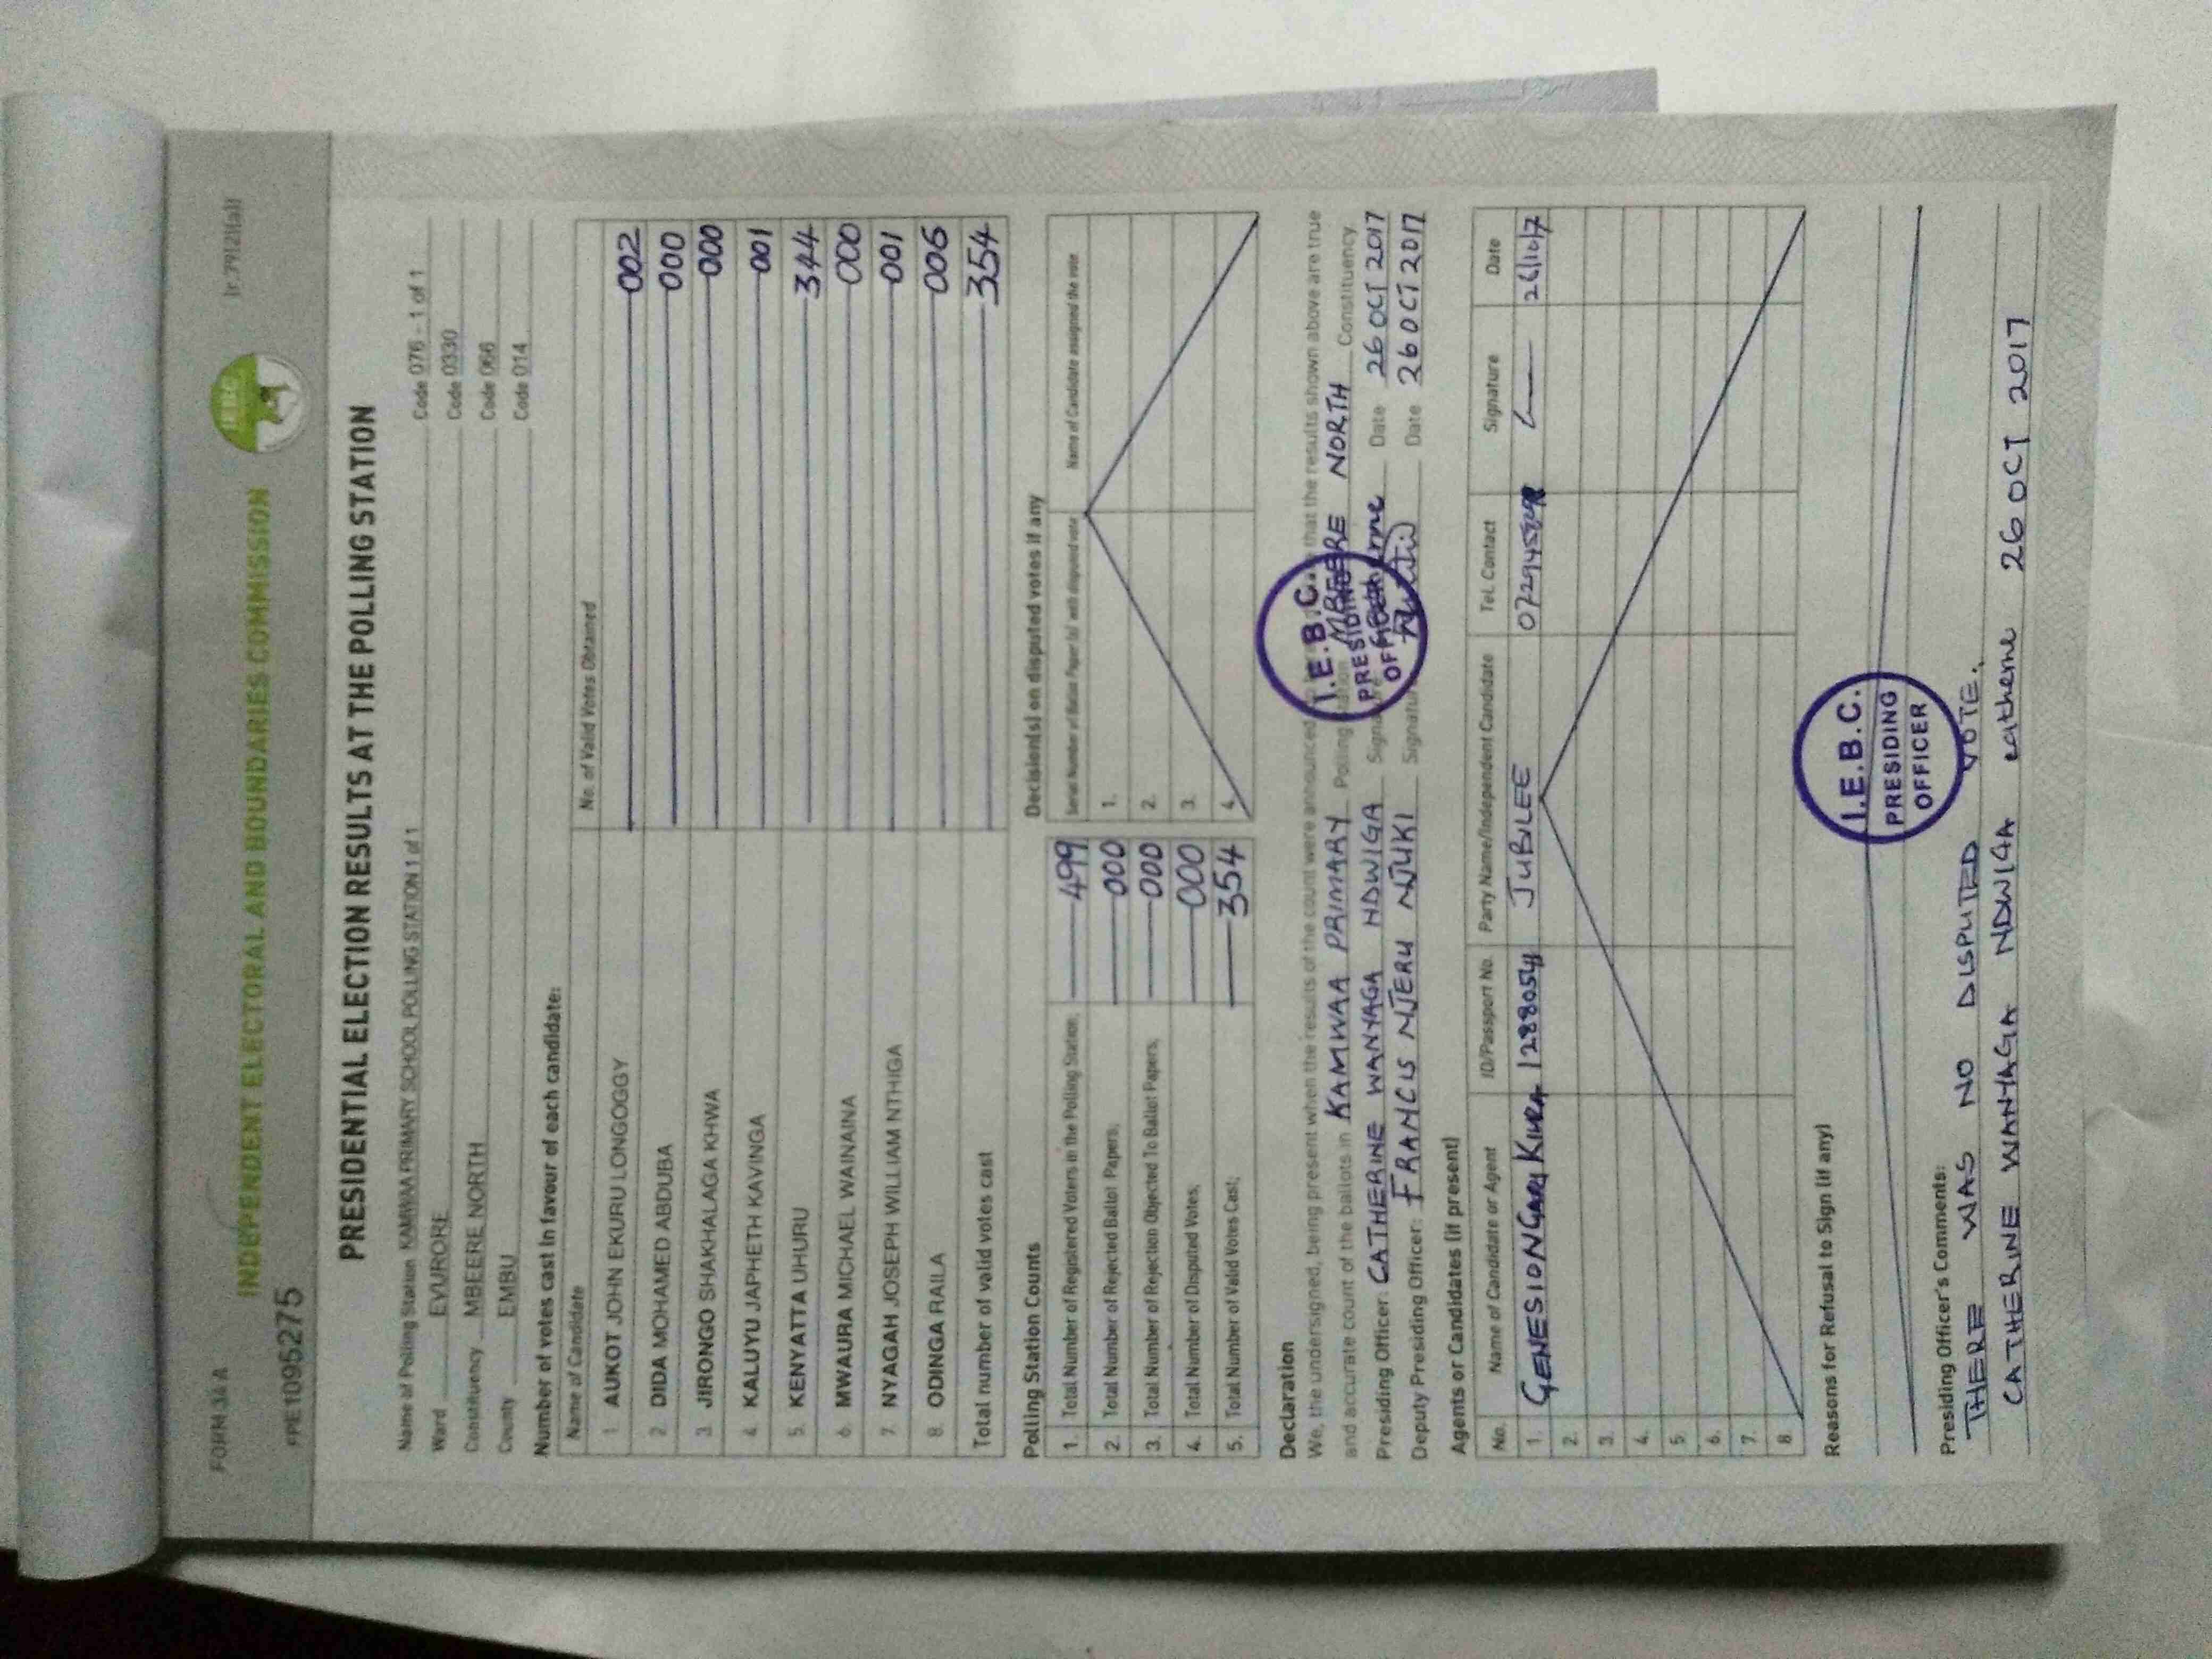 FORM 34 A
INDEPENDENT ELECTORAL AND BOUNDARIES COMMISSION
IEBC
(r.79(2)(a))
PPE1095275
PRESIDENTIAL ELECTION RESULTS AT THE POLLING STATION
Name of Polling Station KAMWAA PRIMARY SCHOOL POLLING STATION 1 of 1 Code 076 - 1 of 1
Ward EVURORE Code 0330
Constituency MBEERE NORTH Code 066
County EMBU Code 014
Number of votes cast in favour of each candidate:
Name of Candidate No. of Valid Votes Obtained
1 AUKOT JOHN EKURU LONGOGGY 002
2 DIDA MOHAMED ABDUBA 000
3. JIRONGO SHAKHALAGA KHWA 000
4. KALUYU JAPHETH KAVINGA 001
5. KENYATTA UHURU 344
6. MWAURA MICHAEL WAINAINA 000
7. NYAGAH JOSEPH WILLIAM NTHIGA 001
8. ODINGA RAILA 006
Total number of valid votes cast 354
Polling Station Counts
1. Total Number of Registered Voters in the Polling Station; 499
2. Total Number of Rejected Ballot Papers; 000
3. Total Number of Rejection Objected To Ballot Papers; 000
4. Total Number of Disputed Votes; 000
5. Total Number of Valid Votes Cast; 354
Decision(s) on disputed votes if any
Serial Number of Ballot Paper (s) with disputed vote Name of Candidate assigned the vote
1.
2.
3.
4.
Declaration
We, the undersigned, being present when the results of the count were announced, that the results shown above are true
and accurate count of the ballots in KAMWAA PRIMARY Polling Station MBEERE NORTH Constituency.
Presiding Officer: CATHERINE WANYAGA NDWIGA Signature Date 26 OCT 2017
Deputy Presiding Officer: FRANCIS NJERU NJUKI Signature Date 26 OCT 2017
I.E.B.C.
PRESIDING
OFFICER
Agents or Candidates (if present)
No. Name of Candidate or Agent ID/Passport No. Party Name/Independent Candidate Tel. Contact Signature Date
1. GENESIO NGARI KIURA JUBILEE
2.
3.
4.
5.
6.
7.
8
Reasons for Refusal to Sign (if any)
I.E.B.C.
PRESIDING
OFFICER
Presiding Officer's Comments:
THERE WAS NO DISPUTED VOTE.
CATHERINE WANYAGA NDWIGA 26 OCT 2017